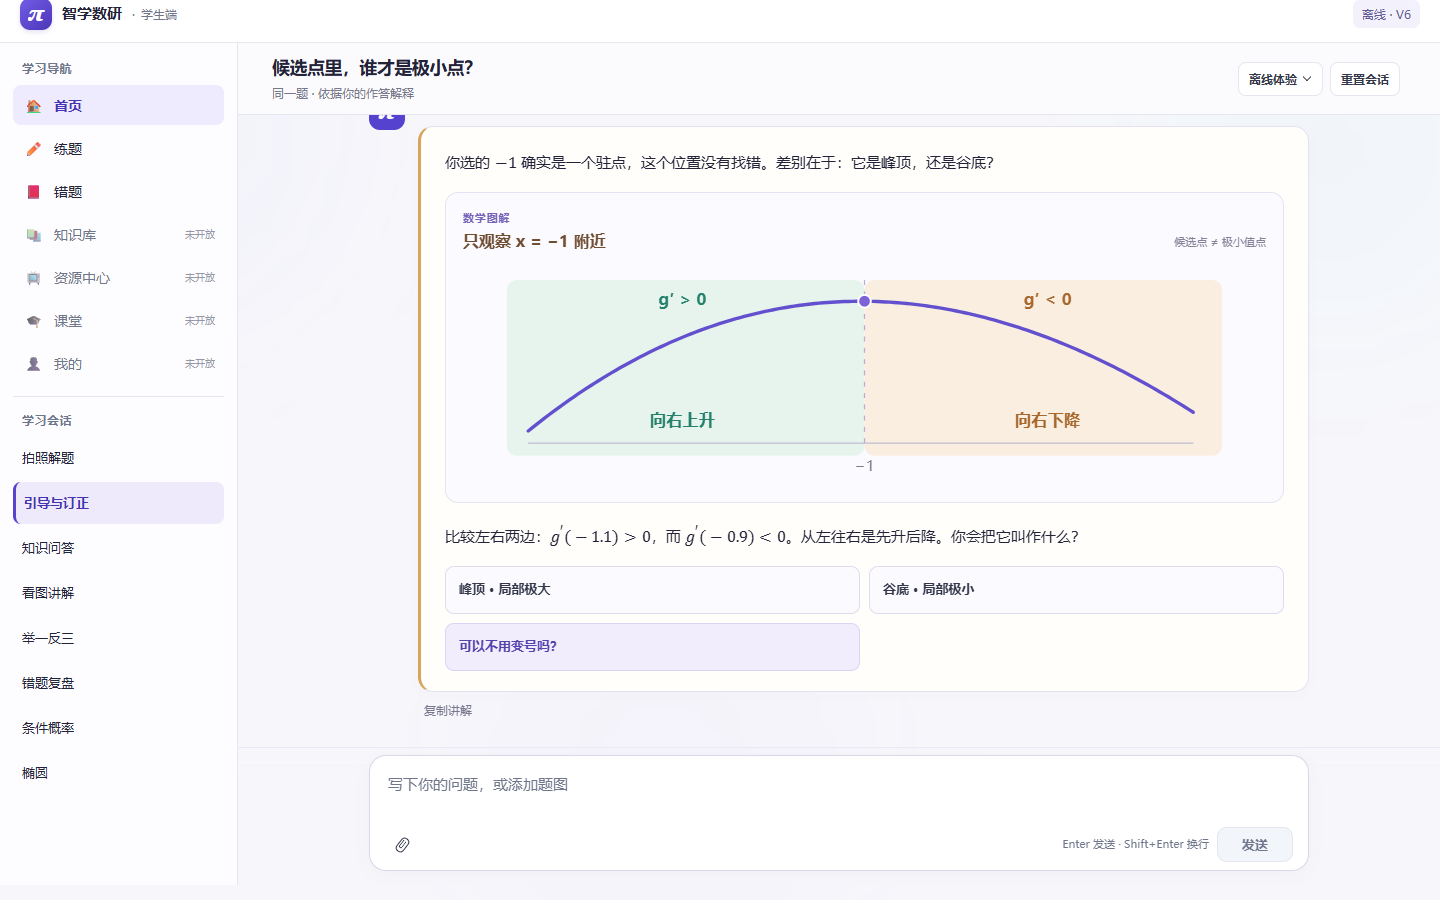 π 智学数研 · 学生端
离线 · V6
学习导航
首页
练题
错题
知识库 未开放
资源中心 未开放
课堂 未开放
我的 未开放
学习会话
拍照解题
引导与订正
知识问答
看图讲解
举一反三
错题复盘
条件概率
椭圆
候选点里，谁才是极小点？
同一题 · 依据你的作答解释
离线体验
重置会话
你选的 −1 确实是一个驻点，这个位置没有找错。差别在于：它是峰顶，还是谷底？
数学图解
只观察 x = −1 附近
候选点 ≠ 极小值点
g′ > 0
g′ < 0
向右上升
向右下降
−1
比较左右两边：g′(−1.1) > 0，而 g′(−0.9) < 0。从左往右是先升后降。你会把它叫作什么？
峰顶 • 局部极大
谷底 • 局部极小
可以不用变号吗？
复制讲解
写下你的问题，或添加题图
Enter 发送 · Shift+Enter 换行
发送